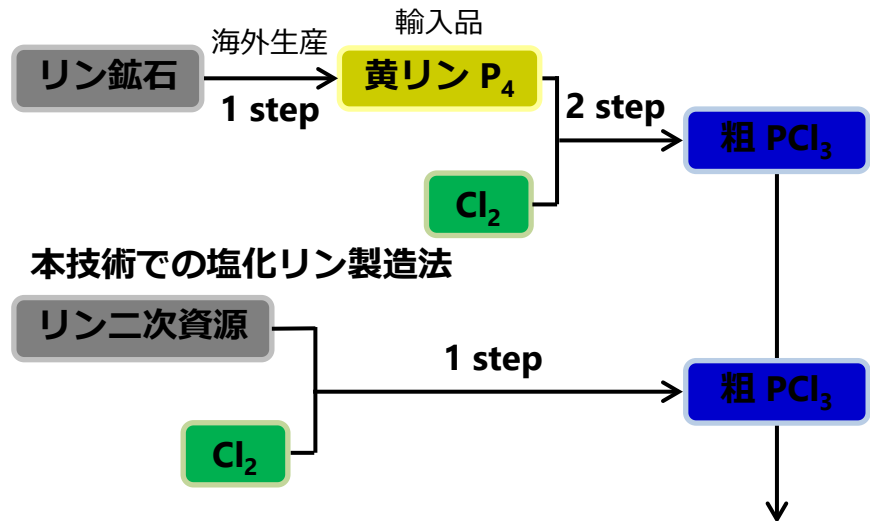 海外生産
輸入品
リン鉱石
黄リン P₄
1 step
2 step
粗 PCl₃
Cl₂
本技術での塩化リン製造法
リン二次資源
1 step
粗 PCl₃
Cl₂